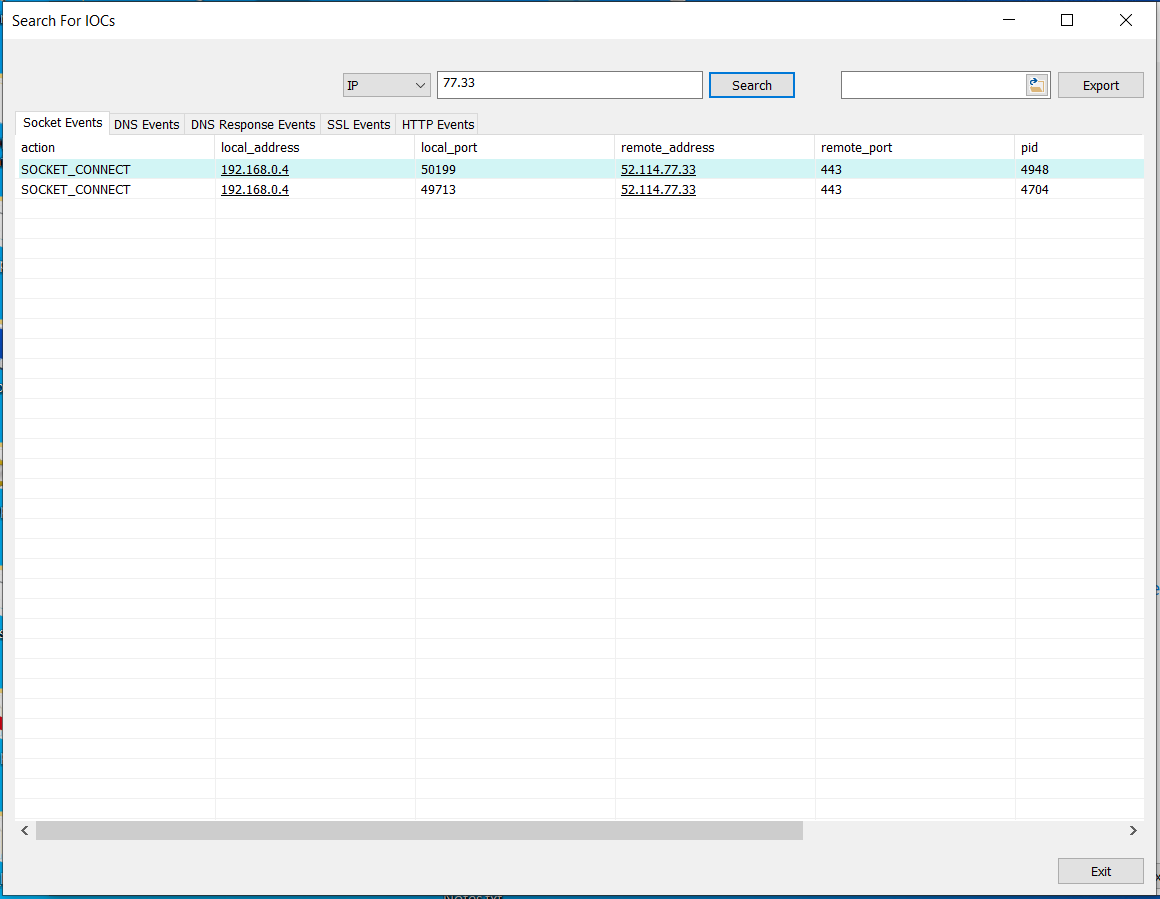 Search For IOCs
IP 77.33 Search Export
Socket Events DNS Events DNS Response Events SSL Events HTTP Events
action local_address local_port remote_address remote_port pid
SOCKET_CONNECT 192.168.0.4 50199 52.114.77.33 443 4948
SOCKET_CONNECT 192.168.0.4 49713 52.114.77.33 443 4704
Exit